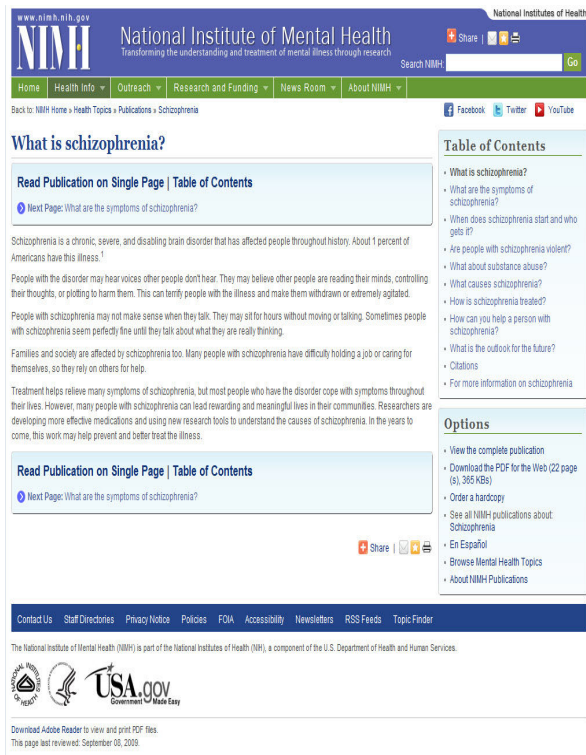 www.nimh.nih.gov
National Institutes of Health
NIMH
National Institute of Mental Health
Transforming the understanding and treatment of mental illness through research
Share |
Search NIMH:
Go
Home Health Info Outreach Research and Funding News Room About NIMH
Back to: NIMH Home » Health Topics » Publications » Schizophrenia
Facebook Twitter YouTube
What is schizophrenia?
Read Publication on Single Page | Table of Contents
Next Page: What are the symptoms of schizophrenia?
Schizophrenia is a chronic, severe, and disabling brain disorder that has affected people throughout history. About 1 percent of
Americans have this illness.1
People with the disorder may hear voices other people don't hear. They may believe other people are reading their minds, controlling
their thoughts, or plotting to harm them. This can terrify people with the illness and make them withdrawn or extremely agitated.
People with schizophrenia may not make sense when they talk. They may sit for hours without moving or talking. Sometimes people
with schizophrenia seem perfectly fine until they talk about what they are really thinking.
Families and society are affected by schizophrenia too. Many people with schizophrenia have difficulty holding a job or caring for
themselves, so they rely on others for help.
Treatment helps relieve many symptoms of schizophrenia, but most people who have the disorder cope with symptoms throughout
their lives. However, many people with schizophrenia can lead rewarding and meaningful lives in their communities. Researchers are
developing more effective medications and using new research tools to understand the causes of schizophrenia. In the years to
come, this work may help prevent and better treat the illness.
Read Publication on Single Page | Table of Contents
Next Page: What are the symptoms of schizophrenia?
Share |
Table of Contents
What is schizophrenia?
What are the symptoms of
schizophrenia?
When does schizophrenia start and who
gets it?
Are people with schizophrenia violent?
What about substance abuse?
What causes schizophrenia?
How is schizophrenia treated?
How can you help a person with
schizophrenia?
What is the outlook for the future?
Citations
For more information on schizophrenia
Options
View the complete publication
Download the PDF for the Web (22 page
(s), 365 KBs)
Order a hardcopy
See all NIMH publications about:
Schizophrenia
En Español
Browse Mental Health Topics
About NIMH Publications
Contact Us Staff Directories Privacy Notice Policies FOIA Accessibility Newsletters RSS Feeds Topic Finder
The National Institute of Mental Health (NIMH) is part of the National Institutes of Health (NIH), a component of the U.S. Department of Health and Human Services.
NATIONAL INSTITUTES OF HEALTH
USA.gov
Government Made Easy
Download Adobe Reader to view and print PDF files.
This page last reviewed: September 08, 2009